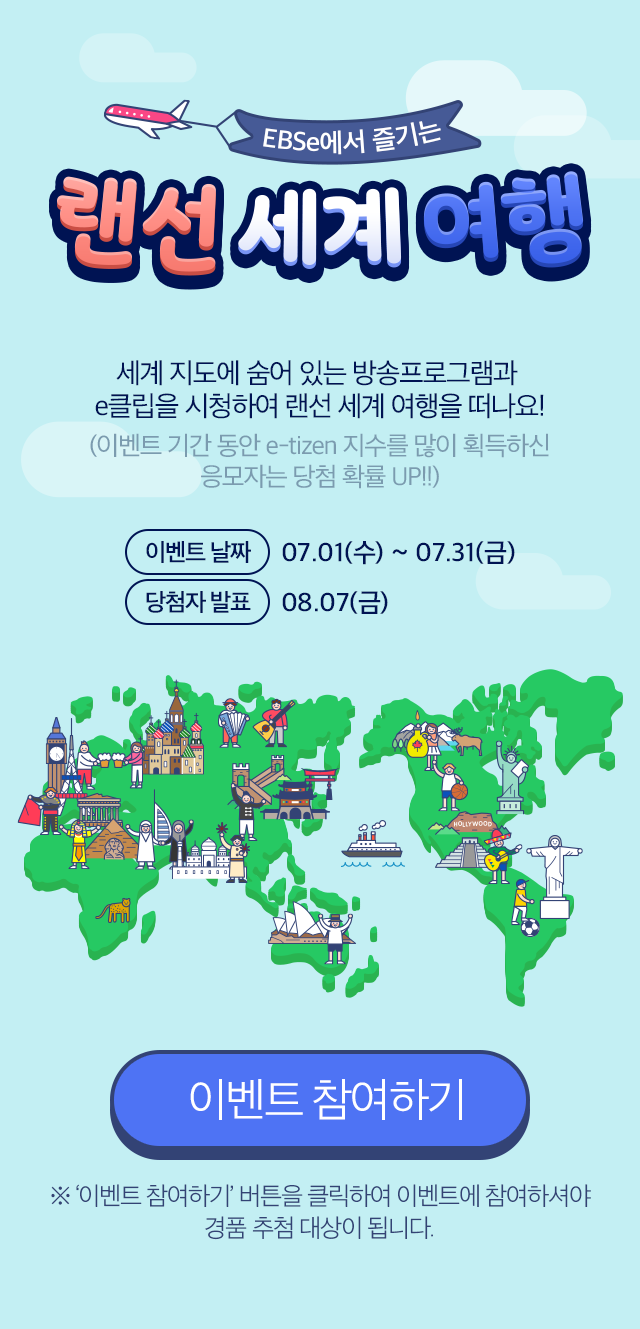 EBSe에서 즐기는
랜선 세계 여행
세계 지도에 숨어 있는 방송프로그램과
e클립을 시청하여 랜선 세계 여행을 떠나요!
(이벤트 기간 동안 e-tizen 지수를 많이 획득하신
응모자는 당첨 확률 UP!!)
이벤트 날짜 07.01(수) ~ 07.31(금)
당첨자 발표 08.07(금)
HOLLYWOOD
이벤트 참여하기
※ ‘이벤트 참여하기’ 버튼을 클릭하여 이벤트에 참여하셔야
경품 추첨 대상이 됩니다.